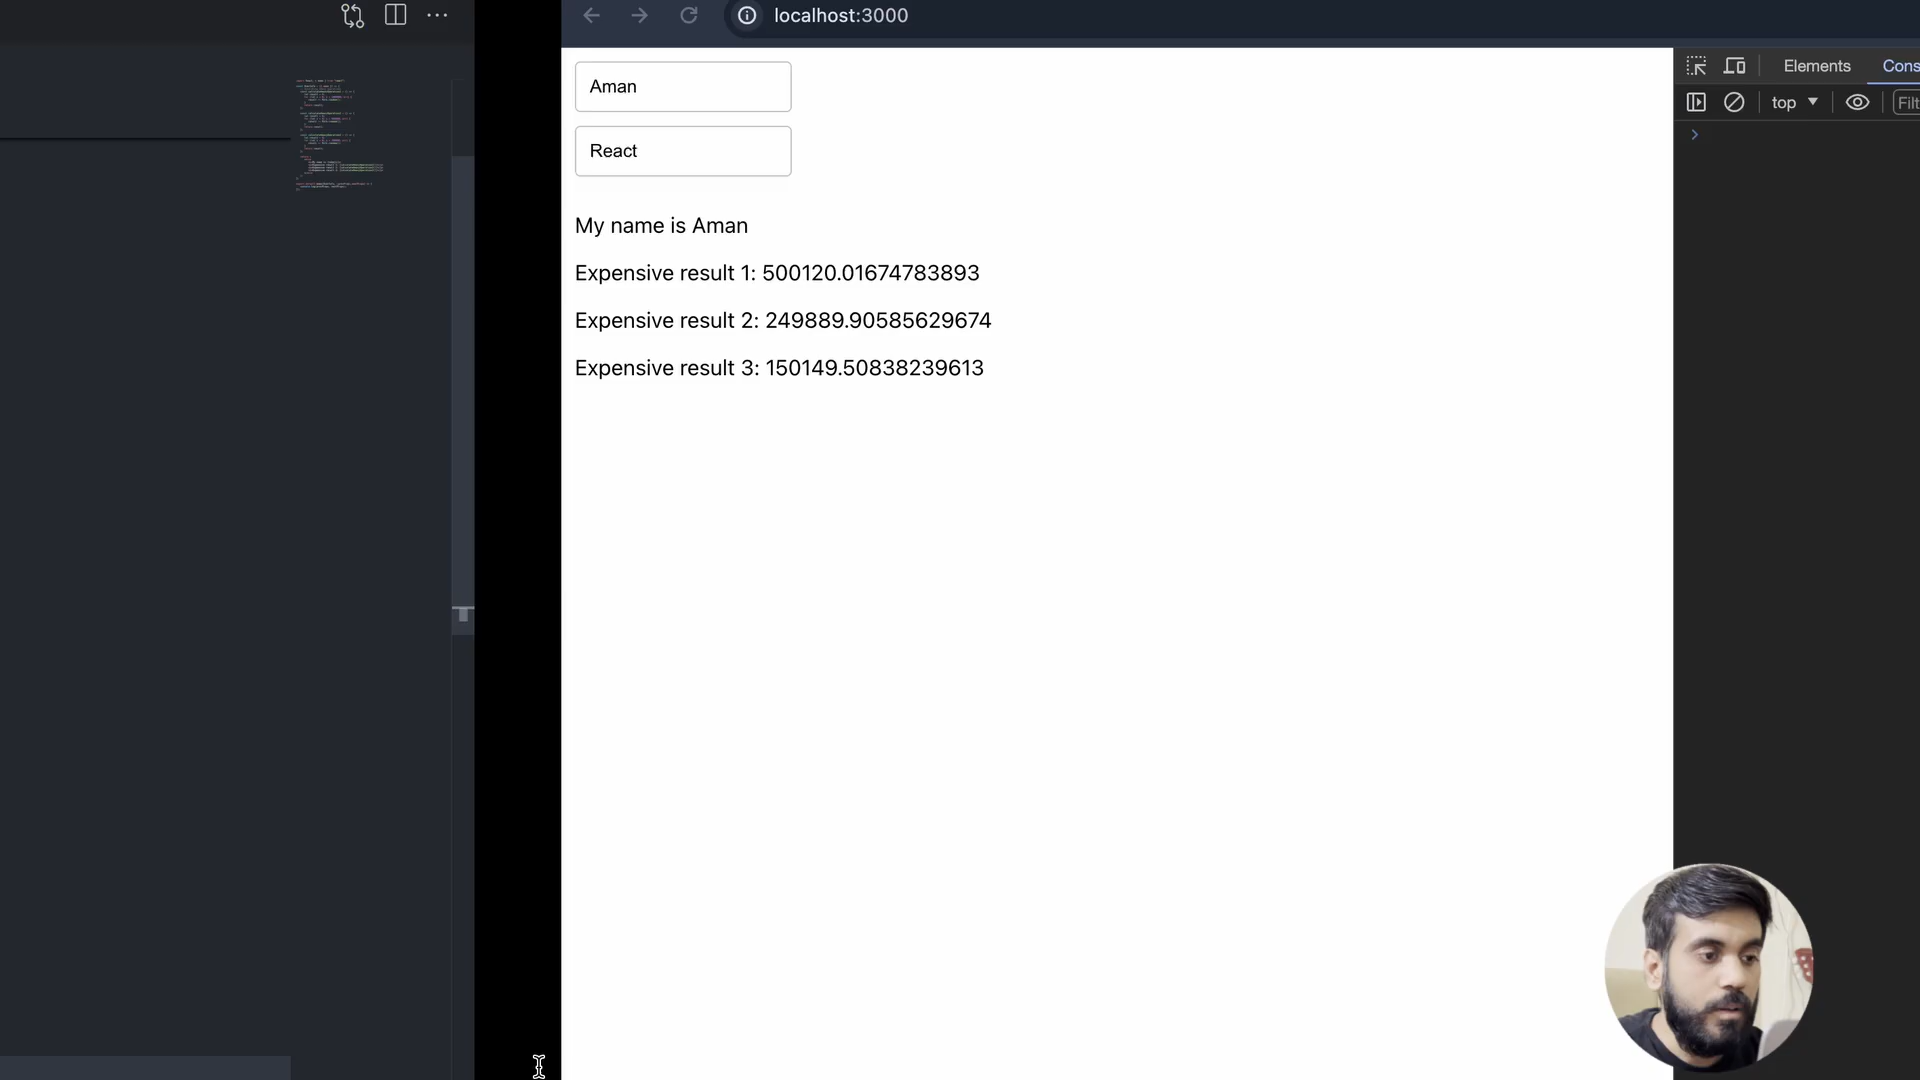 localhost:3000
Aman
React
My name is Aman
Expensive result 1: 500120.01674783893
Expensive result 2: 249889.90585629674
Expensive result 3: 150149.50838239613
Elements Cons
top Filt